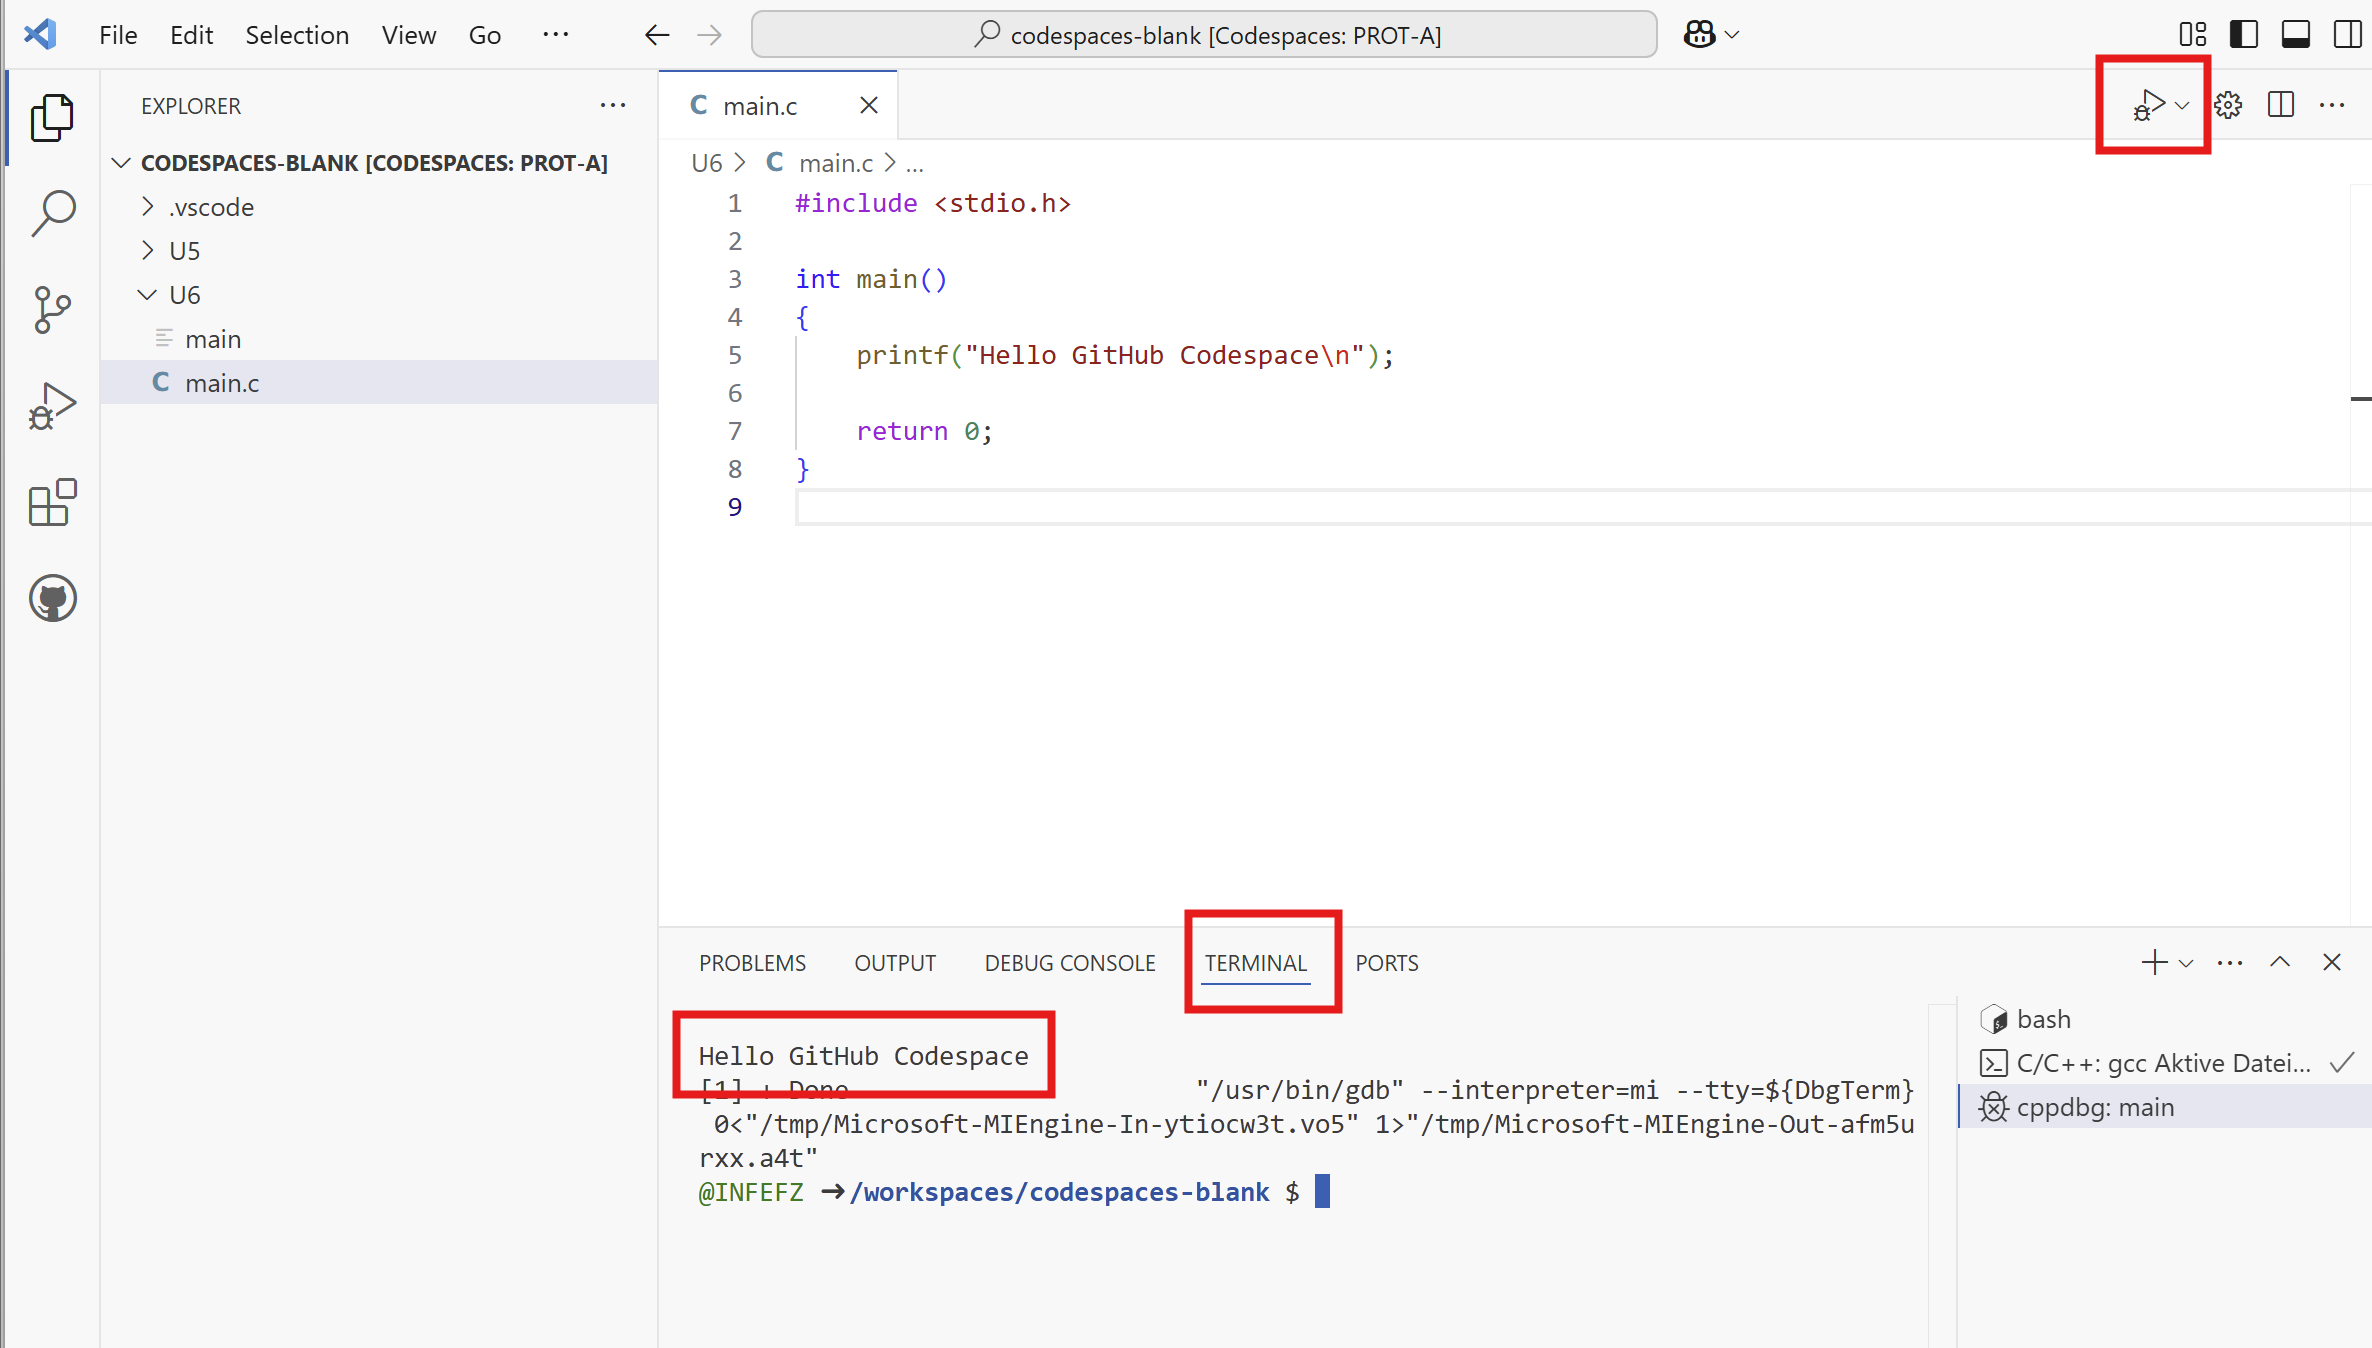 File Edit Selection View Go ... codespaces-blank [Codespaces: PROT-A]
EXPLORER
CODESPACES-BLANK [CODESPACES: PROT-A]
.vscode
U5
U6
main
C main.c
C main.c
U6 > C main.c > ...
1 #include <stdio.h>
2
3 int main()
4 {
5 printf("Hello GitHub Codespace\n");
6
7 return 0;
8 }
9
PROBLEMS OUTPUT DEBUG CONSOLE TERMINAL PORTS
Hello GitHub Codespace
[1] + Done "/usr/bin/gdb" --interpreter=mi --tty=${DbgTerm}
0<"/tmp/Microsoft-MIEngine-In-ytiocw3t.vo5" 1>"/tmp/Microsoft-MIEngine-Out-afm5u
rxx.a4t"
@INFEFZ ➜/workspaces/codespaces-blank $
bash
C/C++: gcc Aktive Datei...
cppdbg: main